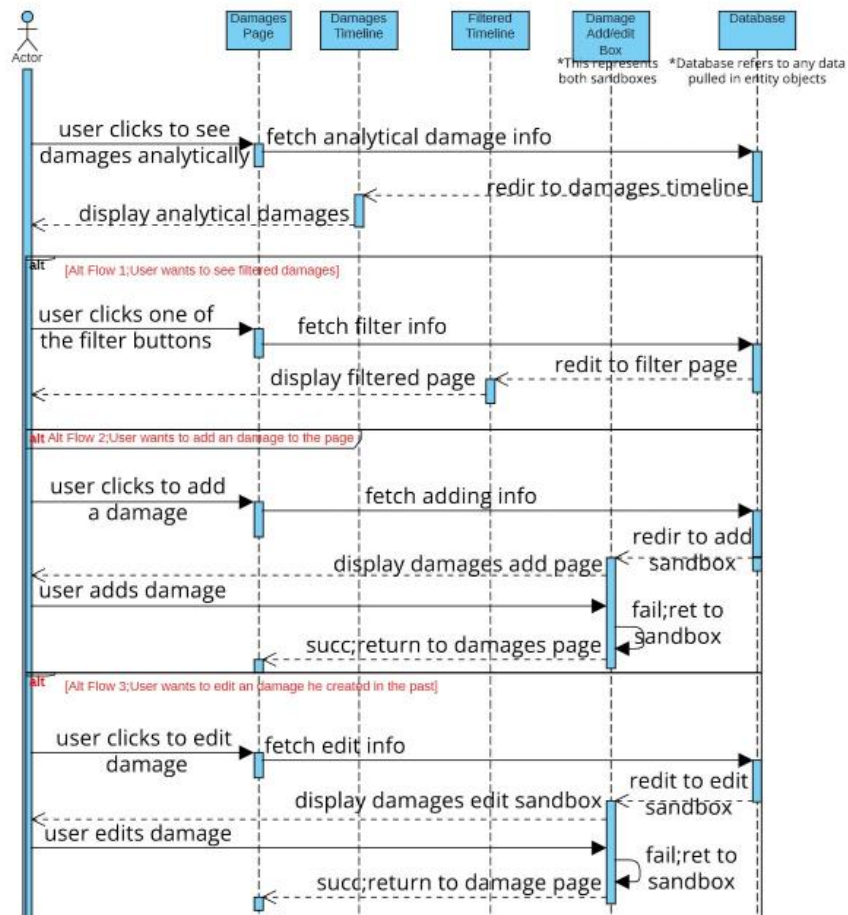 Damages
Page
Damages
Timeline
Filtered
Timeline
Damage
Add/edit
Box
Database
Actor
*This represents
both sandboxes
*Database refers to any data
pulled in entity objects
user clicks to see
damages analytically
fetch analytical damage info
redir to damages timeline
display analytical damages
alt
[Alt Flow 1;User wants to see filtered damages]
user clicks one of
the filter buttons
fetch filter info
redit to filter page
display filtered page
alt Alt Flow 2;User wants to add an damage to the page
user clicks to add
a damage
fetch adding info
redir to add
sandbox
display damages add page
user adds damage
fail;ret to
sandbox
succ;return to damages page
alt
[Alt Flow 3;User wants to edit an damage he created in the past]
user clicks to edit
damage
fetch edit info
redit to edit
sandbox
display damages edit sandbox
user edits damage
fail;ret to
sandbox
succ;return to damage page